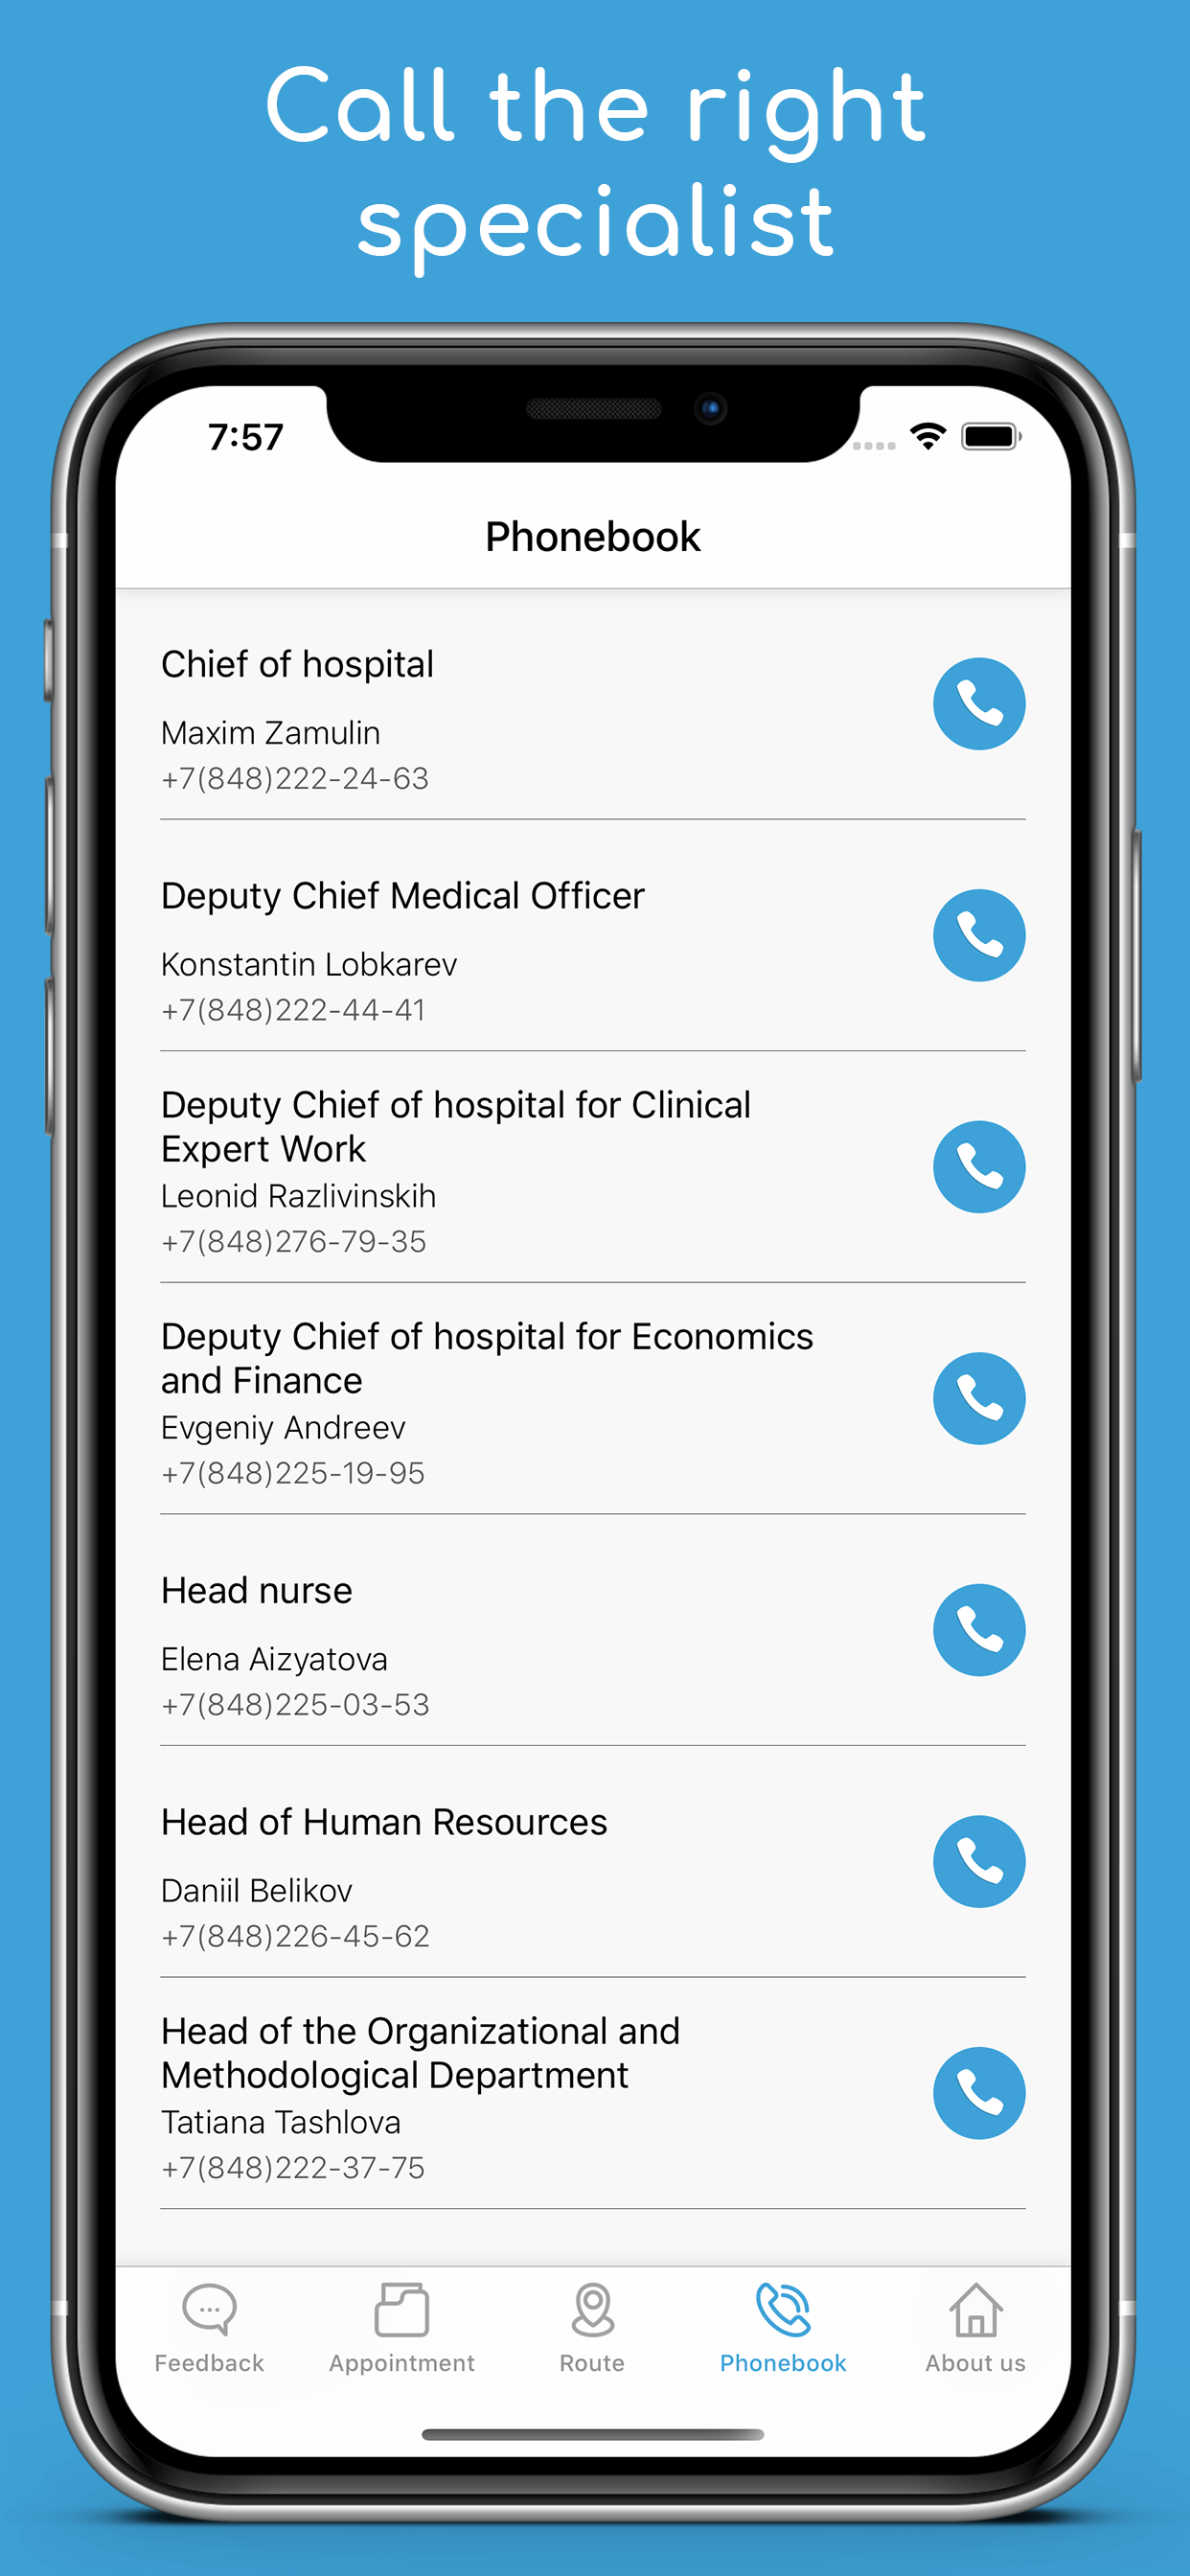 Call the right
specialist
7:57
Phonebook
Chief of hospital
Maxim Zamulin
+7(848)222-24-63
Deputy Chief Medical Officer
Konstantin Lobkarev
+7(848)222-44-41
Deputy Chief of hospital for Clinical
Expert Work
Leonid Razlivinskih
+7(848)276-79-35
Deputy Chief of hospital for Economics
and Finance
Evgeniy Andreev
+7(848)225-19-95
Head nurse
Elena Aizyatova
+7(848)225-03-53
Head of Human Resources
Daniil Belikov
+7(848)226-45-62
Head of the Organizational and
Methodological Department
Tatiana Tashlova
+7(848)222-37-75
Feedback Appointment Route Phonebook About us